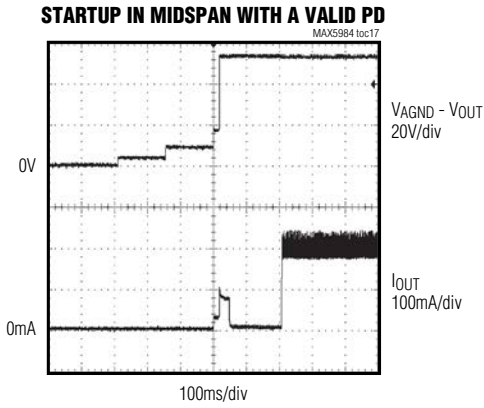 STARTUP IN MIDSPAN WITH A VALID PD
MAX5984 toc17
VAGND - VOUT
20V/div
0V
IOUT
100mA/div
0mA
100ms/div